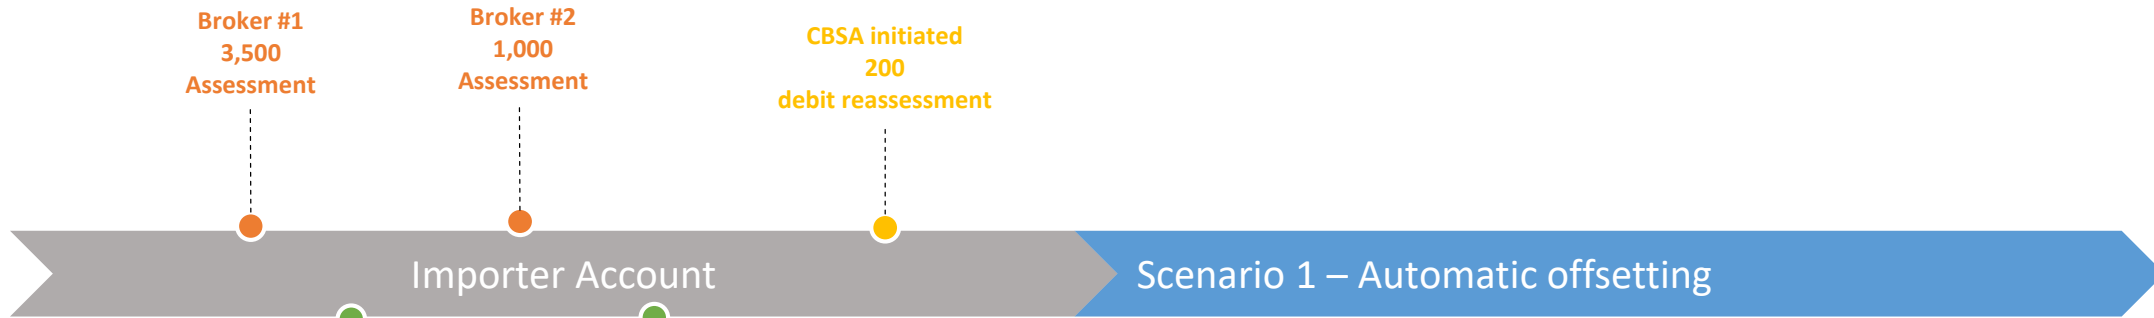 Broker #1
3,500
Assessment
Broker #2
1,000
Assessment
CBSA initiated
200
debit reassessment
Importer Account
Scenario 1 – Automatic offsetting